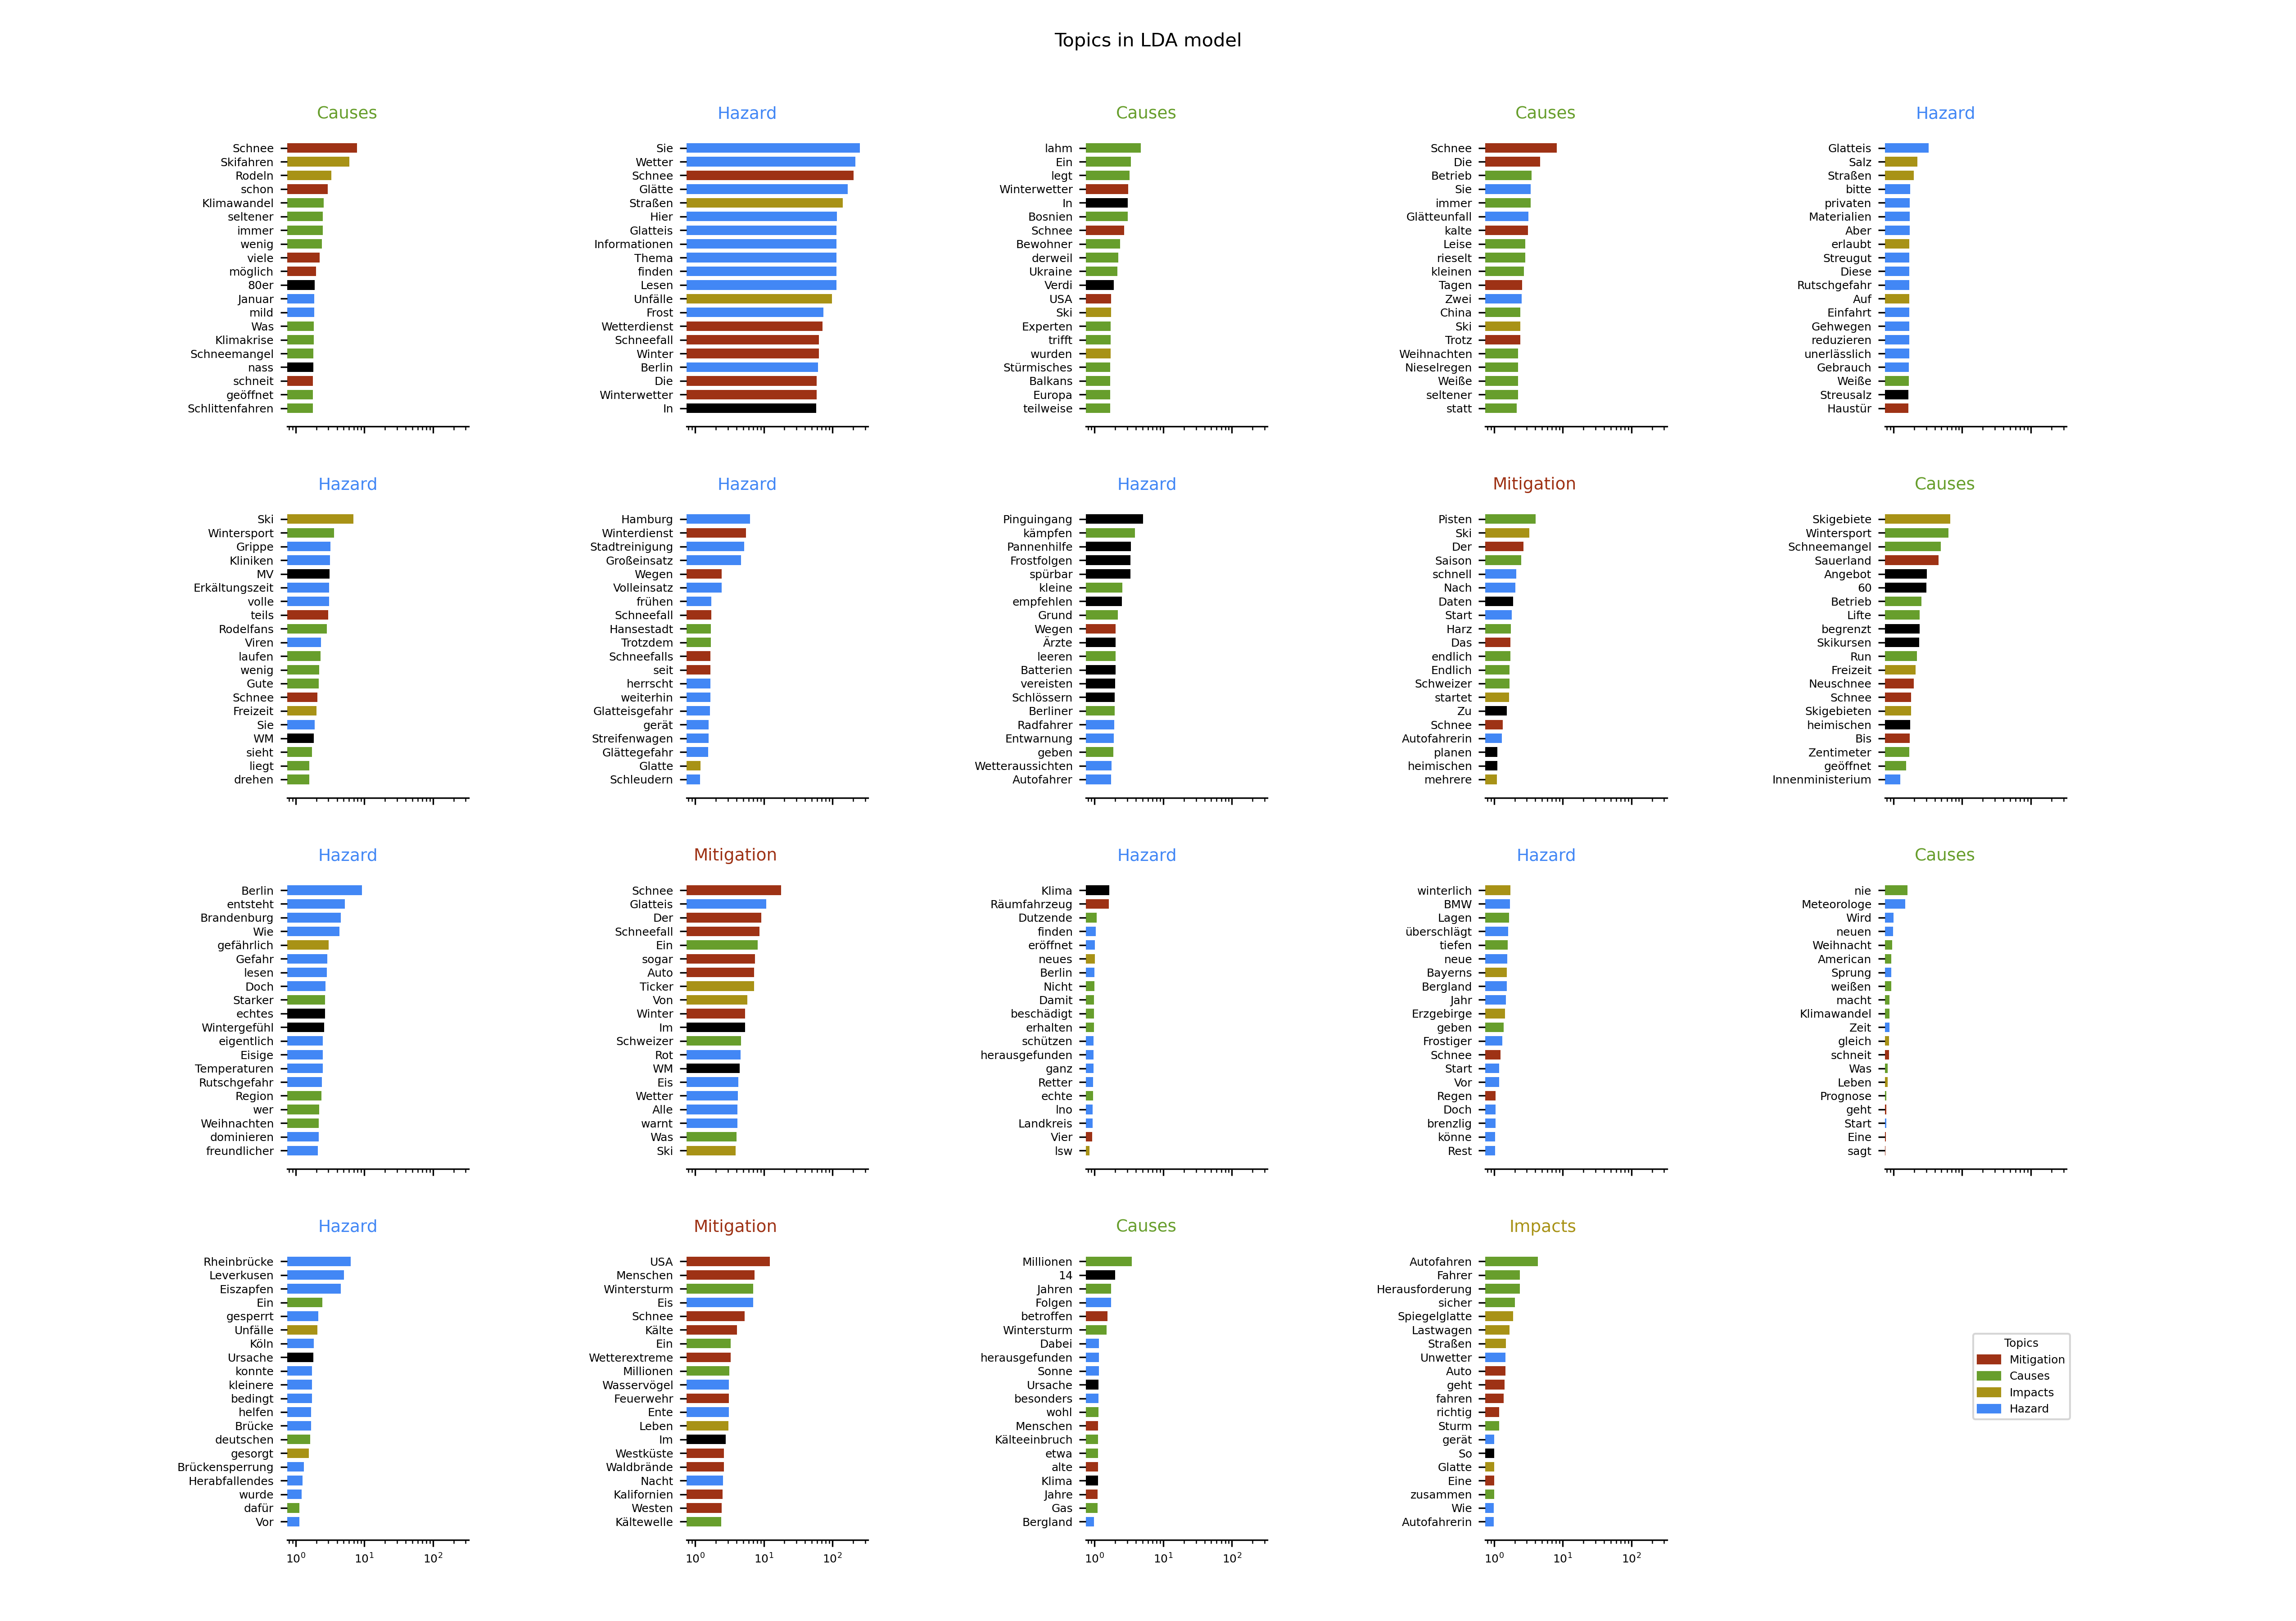 Topics in LDA model
Causes
Schnee
Skifahren
Rodeln
schon
Klimawandel
seltener
immer
wenig
viele
möglich
80er
Januar
mild
Was
Klimakrise
Schneemangel
nass
schneit
geöffnet
Schlittenfahren
Hazard
Sie
Wetter
Schnee
Glätte
Straßen
Hier
Glatteis
Informationen
Thema
finden
Lesen
Unfälle
Frost
Wetterdienst
Schneefall
Winter
Berlin
Die
Winterwetter
In
Causes
lahm
Ein
legt
Winterwetter
In
Bosnien
Schnee
Bewohner
derweil
Ukraine
Verdi
USA
Ski
Experten
trifft
wurden
Stürmisches
Balkans
Europa
teilweise
Causes
Schnee
Die
Betrieb
Sie
immer
Glätteunfall
kalte
Leise
rieselt
kleinen
Tagen
Zwei
China
Ski
Trotz
Weihnachten
Nieselregen
Weiße
seltener
statt
Hazard
Glatteis
Salz
Straßen
bitte
privaten
Materialien
Aber
erlaubt
Streugut
Diese
Rutschgefahr
Auf
Einfahrt
Gehwegen
reduzieren
unerlässlich
Gebrauch
Weiße
Streusalz
Haustür
Hazard
Ski
Wintersport
Grippe
Kliniken
MV
Erkältungszeit
volle
teils
Rodelfans
Viren
laufen
wenig
Gute
Schnee
Freizeit
Sie
WM
sieht
liegt
drehen
Hazard
Hamburg
Winterdienst
Stadtreinigung
Großeinsatz
Wegen
Volleinsatz
frühen
Schneefall
Hansestadt
Trotzdem
Schneefalls
seit
herrscht
weiterhin
Glatteisgefahr
gerät
Streifenwagen
Glättegefahr
Glatte
Schleudern
Hazard
Pinguingang
kämpfen
Pannenhilfe
Frostfolgen
spürbar
kleine
empfehlen
Grund
Wegen
Ärzte
leeren
Batterien
vereisten
Schlössern
Berliner
Radfahrer
Entwarnung
geben
Wetteraussichten
Autofahrer
Mitigation
Pisten
Ski
Der
Saison
schnell
Nach
Daten
Start
Harz
Das
endlich
Endlich
Schweizer
startet
Zu
Schnee
Autofahrerin
planen
heimischen
mehrere
Causes
Skigebiete
Wintersport
Schneemangel
Sauerland
Angebot
60
Betrieb
Lifte
begrenzt
Skikursen
Run
Freizeit
Neuschnee
Schnee
Skigebieten
heimischen
Bis
Zentimeter
geöffnet
Innenministerium
Hazard
Berlin
entsteht
Brandenburg
Wie
gefährlich
Gefahr
lesen
Doch
Starker
echtes
Wintergefühl
eigentlich
Eisige
Temperaturen
Rutschgefahr
Region
wer
Weihnachten
dominieren
freundlicher
Mitigation
Schnee
Glatteis
Der
Schneefall
Ein
sogar
Auto
Ticker
Von
Winter
Im
Schweizer
Rot
WM
Eis
Wetter
Alle
warnt
Was
Ski
Hazard
Klima
Räumfahrzeug
Dutzende
finden
eröffnet
neues
Berlin
Nicht
Damit
beschädigt
erhalten
schützen
herausgefunden
ganz
Retter
echte
Ino
Landkreis
Vier
Isw
Hazard
winterlich
BMW
Lagen
überschlägt
tiefen
neue
Bayerns
Bergland
Jahr
Erzgebirge
geben
Frostiger
Schnee
Start
Vor
Regen
Doch
brenzlig
könne
Rest
Causes
nie
Meteorologe
Wird
neuen
Weihnacht
American
Sprung
weißen
macht
Klimawandel
Zeit
gleich
schneit
Was
Leben
Prognose
geht
Start
Eine
sagt
Hazard
Rheinbrücke
Leverkusen
Eiszapfen
Ein
gesperrt
Unfälle
Köln
Ursache
konnte
kleinere
bedingt
helfen
Brücke
deutschen
gesorgt
Brückensperrung
Herabfallendes
wurde
dafür
Vor
10⁰ 10¹ 10²
Mitigation
USA
Menschen
Wintersturm
Eis
Schnee
Kälte
Ein
Wetterextreme
Millionen
Wasservögel
Feuerwehr
Ente
Leben
Im
Westküste
Waldbrände
Nacht
Kalifornien
Westen
Kältewelle
10⁰ 10¹ 10²
Causes
Millionen
14
Jahren
Folgen
betroffen
Wintersturm
Dabei
herausgefunden
Sonne
Ursache
besonders
wohl
Menschen
Kälteeinbruch
etwa
alte
Klima
Jahre
Gas
Bergland
10⁰ 10¹ 10²
Impacts
Autofahren
Fahrer
Herausforderung
sicher
Spiegelglatte
Lastwagen
Straßen
Unwetter
Auto
geht
fahren
richtig
Sturm
gerät
So
Glatte
Eine
zusammen
Wie
Autofahrerin
10⁰ 10¹ 10²
Topics
Mitigation
Causes
Impacts
Hazard